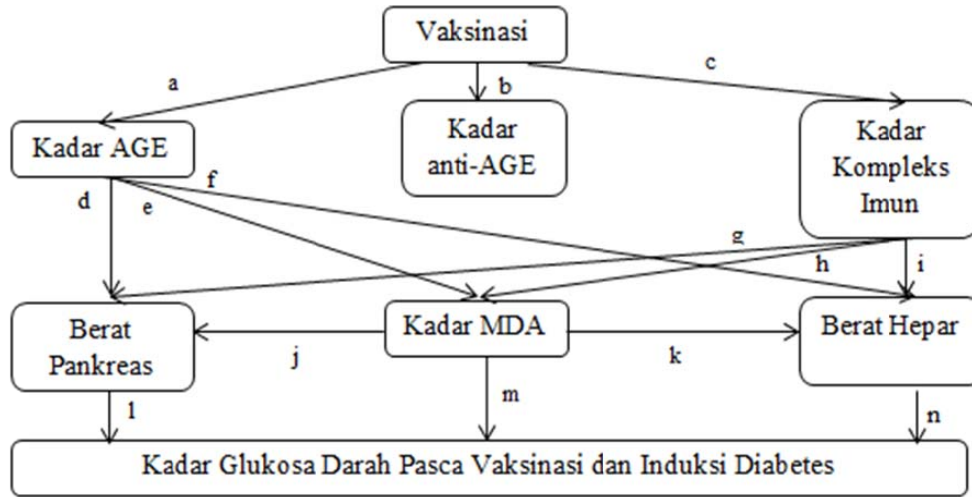 Vaksinasi
a
b
c
Kadar AGE
Kadar
anti-AGE
Kadar
Kompleks
Imun
d
e
f
g
h
i
Berat
Pankreas
Kadar MDA
Berat Hepar
j
k
l
m
n
Kadar Glukosa Darah Pasca Vaksinasi dan Induksi Diabetes